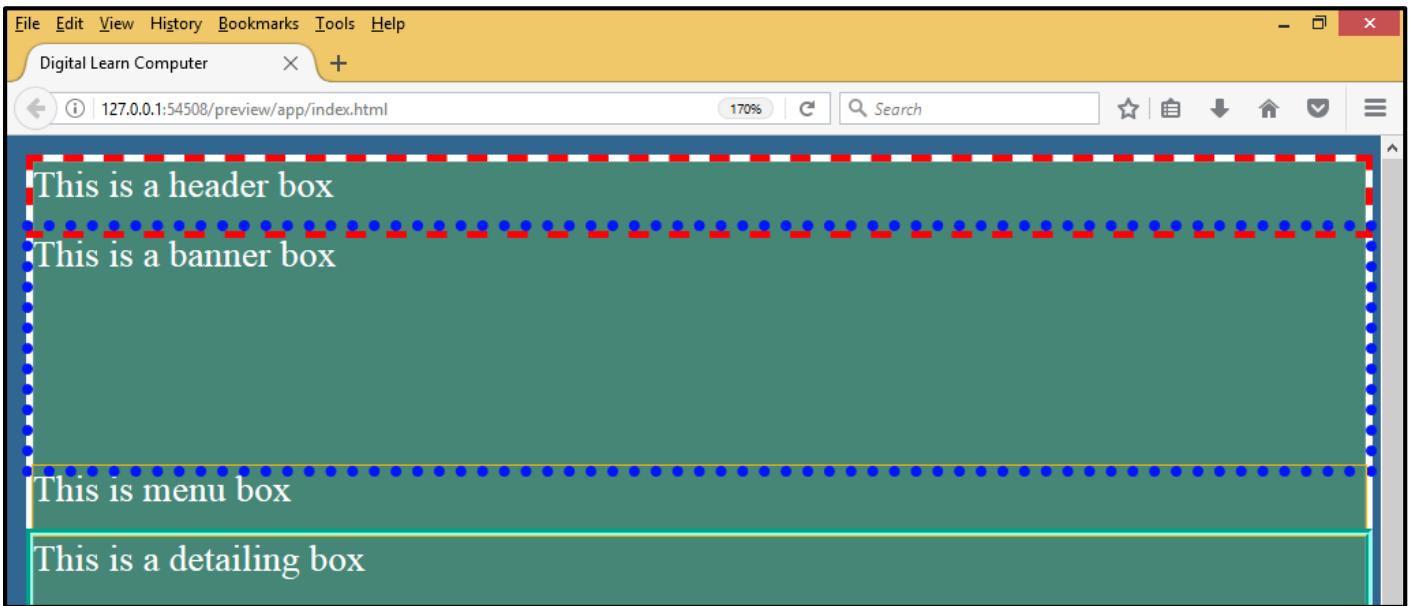 File Edit View History Bookmarks Tools Help
Digital Learn Computer
127.0.0.1:54508/preview/app/index.html 170% Search
This is a header box
This is a banner box
This is menu box
This is a detailing box